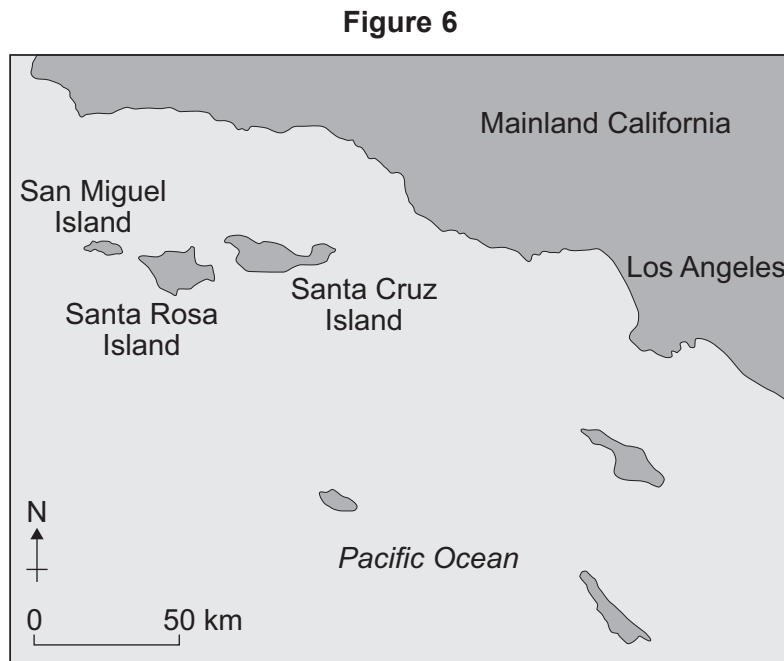 Figure 6
Mainland California
San Miguel
Island
Los Angeles
Santa Cruz
Island
Santa Rosa
Island
N
Pacific Ocean
0 50 km